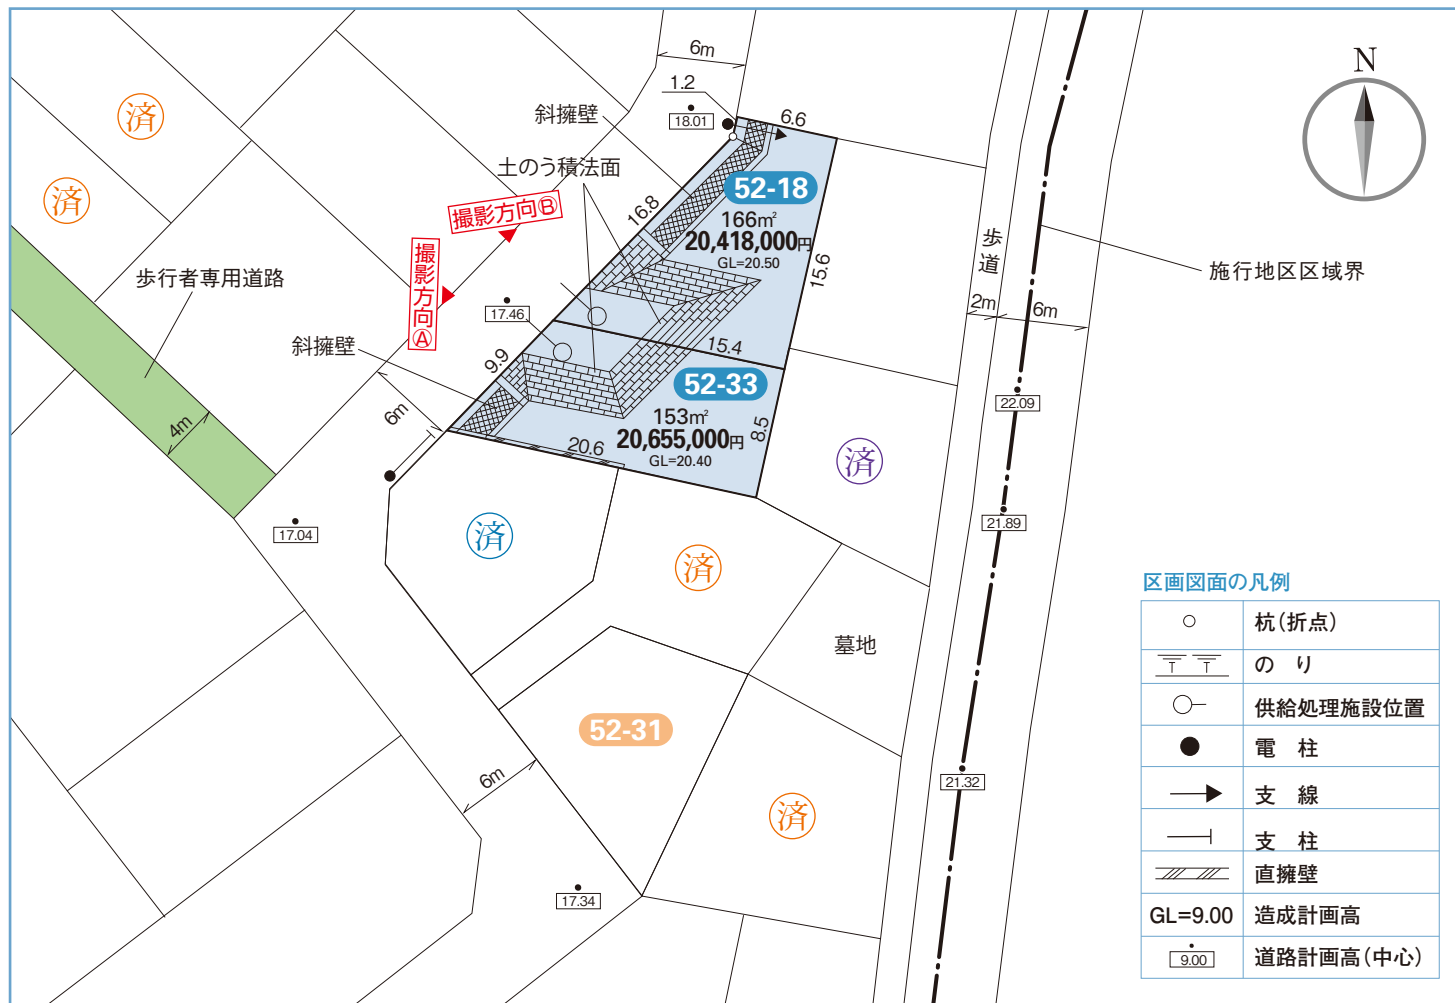 6m
1.2
18.01
6.6
N
済
斜擁壁
土のう積法面
済
52-18
撮影方向Ⓑ
16.8
166m²
20,418,000円
GL=20.50
15.6
歩道
撮影方向Ⓐ
歩行者専用道路
施行地区区域界
17.46
2m
6m
斜擁壁
9.9
15.4
52-33
22.09
6m
4m
153m²
20,655,000円
GL=20.40
8.5
20.6
済
17.04
済
済
21.89
墓地
52-31
6m
21.32
済
17.34
区画図面の凡例
杭(折点)
のり
供給処理施設位置
電柱
支線
支柱
直擁壁
GL=9.00 造成計画高
9.00 道路計画高(中心)